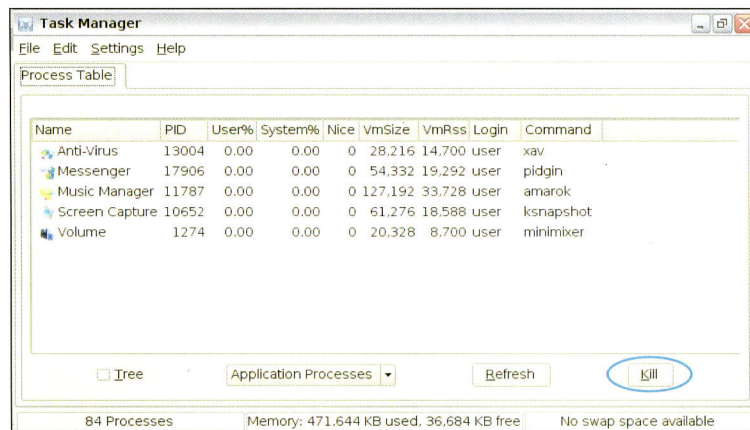 Task Manager
File Edit Settings Help
Process Table
Name PID User% System% Nice VmSize VmRss Login Command
Anti-Virus 13004 0.00 0.00 0 28,216 14,700 user xav
Messenger 17906 0.00 0.00 0 54,332 19,292 user pidgin
Music Manager 11787 0.00 0.00 0 127,192 33,728 user amarok
Screen Capture 10652 0.00 0.00 0 61,276 18,588 user ksnapshot
Volume 1274 0.00 0.00 0 20,328 8,700 user minimixer
Tree Application Processes Refresh Kill
84 Processes Memory: 471,644 KB used, 36,684 KB free No swap space available